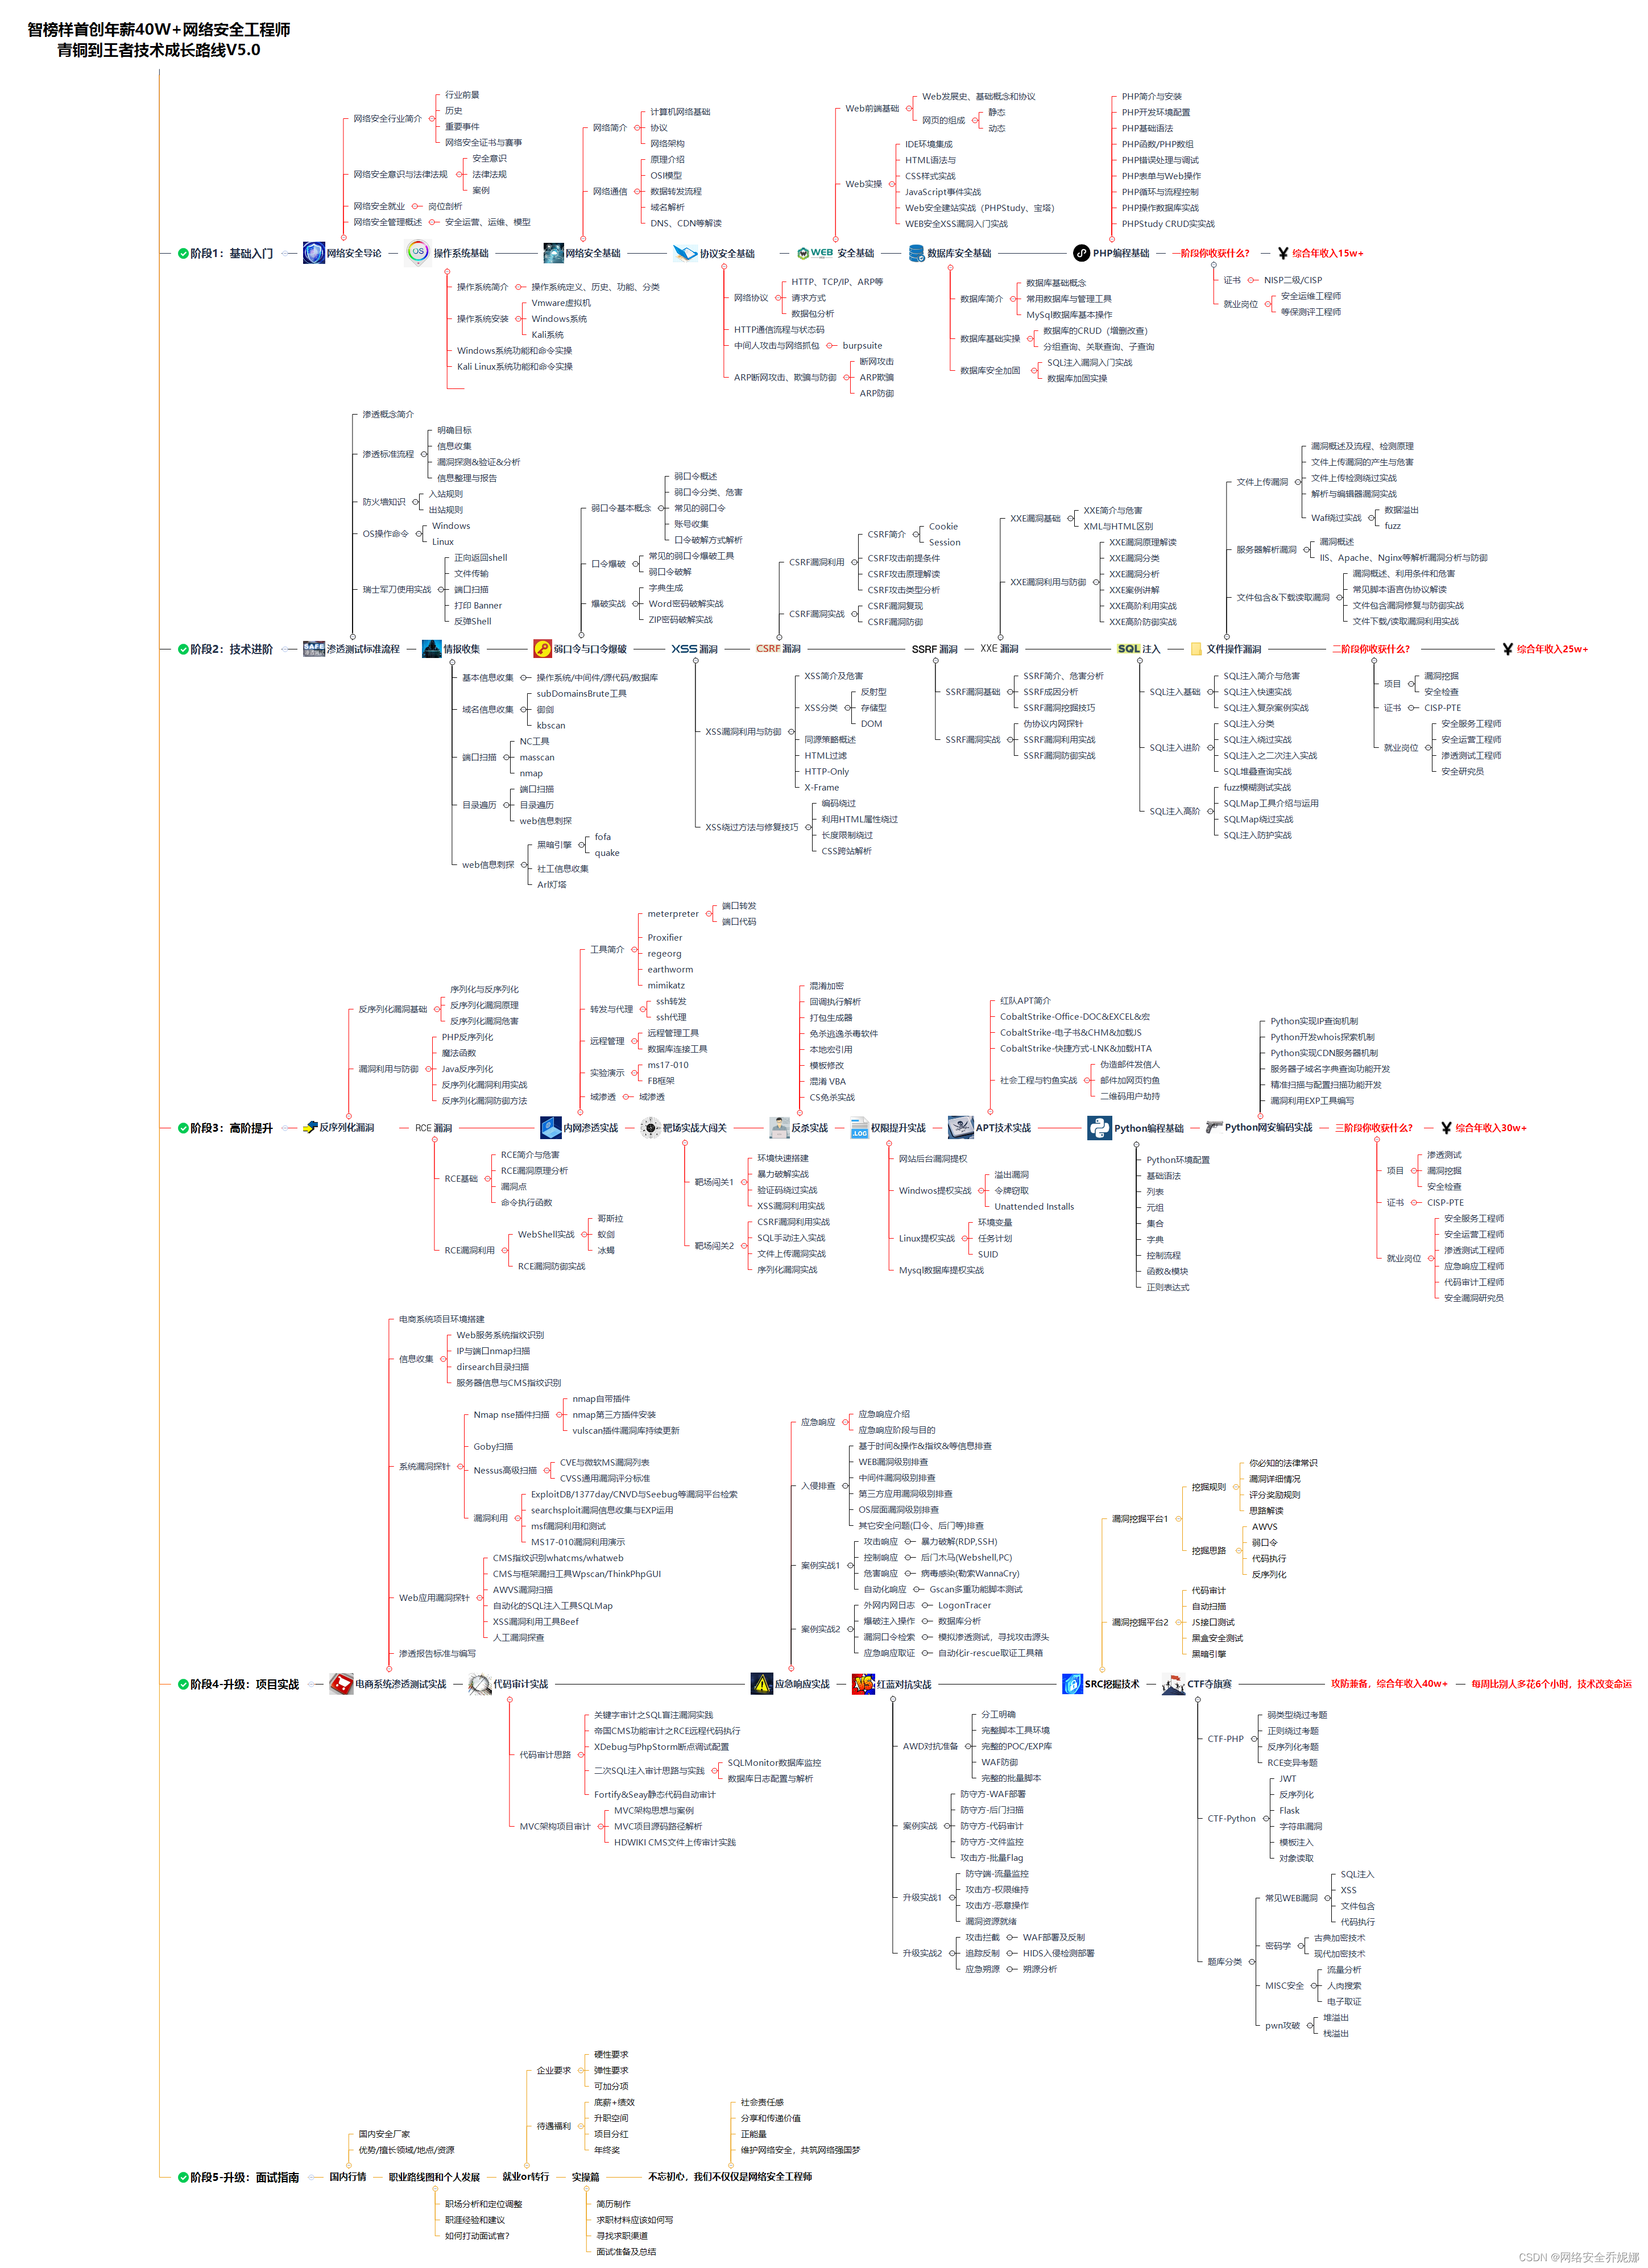 智榜样首创年薪40W+网络安全工程师
青铜到王者技术成长路线V5.0
行业前景
历史
重要事件
网络安全证书与赛事
网络安全行业简介
安全意识
法律法规
案例
网络安全意识与法律法规
网络安全就业
岗位剖析
网络安全管理概述
安全运营、运维、模型
计算机网络基础
协议
网络架构
网络简介
原理介绍
OSI模型
数据转发流程
域名解析
DNS、CDN等解读
网络通信
Web发展史、基础概念和协议
Web前端基础
网页的组成
静态
动态
IDE环境集成
HTML语法与
CSS样式实战
JavaScript事件实战
Web安全建站实战（PHPStudy、宝塔）
WEB安全XSS漏洞入门实战
Web实操
PHP简介与安装
PHP开发环境配置
PHP基础语法
PHP函数/PHP数组
PHP错误处理与调试
PHP表单与Web操作
PHP循环与流程控制
PHP操作数据库实战
PHPStudy CRUD实实战
阶段1：基础入门
网络安全导论
OS
操作系统基础
网络安全基础
协议安全基础
WEB 安全基础
数据库安全基础
PHP编程基础
一阶段你收获什么?
¥ 综合年收入15w+
操作系统简介
操作系统定义、历史、功能、分类
操作系统安装
Vmware虚拟机
Windows系统
Kali系统
Windows系统功能和命令实操
Kali Linux系统功能和命令实操
网络协议
HTTP、TCP/IP、ARP等
请求方式
数据包分析
HTTP通信流程与状态码
中间人攻击与网络抓包
burpsuite
ARP断网攻击、欺骗与防御
断网攻击
ARP欺骗
ARP防御
数据库简介
数据库基础概念
常用数据库与管理工具
MySql数据库基本操作
数据库基础实操
数据库的CRUD（增删改查）
分组查询、关联查询、子查询
数据库安全加固
SQL注入漏洞入门实战
数据库加固实操
证书
NISP二级/CISP
就业岗位
安全运维工程师
等保测评工程师
渗透概念简介
渗透标准流程
明确目标
信息收集
漏洞探测&验证&分析
信息整理与报告
防火墙知识
入站规则
出站规则
OS操作命令
Windows
Linux
瑞士军刀使用实战
正向返回shell
文件传输
端口扫描
打印 Banner
反弹Shell
弱口令基本概念
弱口令概述
弱口令分类、危害
常见的弱口令
账号收集
口令破解方式解析
口令爆破
常见的弱口令爆破工具
弱口令破解
爆破实战
字典生成
Word密码破解实战
ZIP密码破解实战
CSRF漏洞利用
CSRF简介
Cookie
Session
CSRF攻击前提条件
CSRF攻击原理解读
CSRF攻击类型分析
CSRF漏洞实战
CSRF漏洞复现
CSRF漏洞防御
XXE漏洞基础
XXE简介与危害
XML与HTML区别
XXE漏洞利用与防御
XXE漏洞原理解读
XXE漏洞分类
XXE漏洞分析
XXE案例讲解
XXE高阶利用实战
XXE高阶防御实战
文件上传漏洞
漏洞概述及流程、检测原理
文件上传漏洞的产生与危害
文件上传检测绕过实战
解析与编辑器漏洞实战
Waf绕过实战
数据溢出
fuzz
服务器解析漏洞
漏洞概述
IIS、Apache、Nginx等解析漏洞分析与防御
文件包含&下载读取漏洞
漏洞概述、利用条件和危害
常见脚本语言伪协议解读
文件包含漏洞修复与防御实战
文件下载/读取漏洞利用实战
阶段2：技术进阶
SAFE
渗透测试标准流程
情报收集
弱口令与口令爆破
XSS 漏洞
CSRF 漏洞
SSRF 漏洞
XXE 漏洞
SQL 注入
文件操作漏洞
二阶段你收获什么?
¥ 综合年收入25w+
基本信息收集
操作系统/中间件/源代码/数据库
域名信息收集
subDomainsBrute工具
御剑
kbscan
端口扫描
NC工具
masscan
nmap
目录遍历
端口扫描
目录遍历
web信息刺探
web信息刺探
黑暗引擎
fofa
quake
社工信息收集
Arl灯塔
XSS漏洞利用与防御
XSS简介及危害
XSS分类
反射型
存储型
DOM
同源策略概述
HTML过滤
HTTP-Only
X-Frame
XSS绕过方法与修复技巧
编码绕过
利用HTML属性绕过
长度限制绕过
CSS跨站解析
SSRF漏洞基础
SSRF简介、危害分析
SSRF成因分析
SSRF漏洞挖掘技巧
SSRF漏洞实战
伪协议内网探针
SSRF漏洞利用实战
SSRF漏洞防御实战
SQL注入基础
SQL注入简介与危害
SQL注入快速实战
SQL注入复杂案例实战
SQL注入进阶
SQL注入分类
SQL注入绕过实战
SQL注入之二次注入实战
SQL堆叠查询实战
SQL注入高阶
fuzz模糊测试实战
SQLMap工具介绍与运用
SQLMap绕过实战
SQL注入防护实战
项目
漏洞挖掘
安全检查
证书
CISP-PTE
就业岗位
安全服务工程师
安全运营工程师
渗透测试工程师
安全研究员
反序列化漏洞基础
序列化与反序列化
反序列化漏洞原理
反序列化漏洞危害
漏洞利用与防御
PHP反序列化
魔法函数
Java反序列化
反序列化漏洞利用实战
反序列化漏洞防御方法
工具简介
meterpreter
端口转发
端口代码
Proxifier
regeorg
earthworm
mimikatz
转发与代理
ssh转发
ssh代理
远程管理
远程管理工具
数据库连接工具
实验演示
ms17-010
FB框架
域渗透
域渗透
混淆加密
回调执行解析
打包生成器
免杀逃逸杀毒软件
本地宏引用
模板修改
混淆 VBA
CS免杀实战
红队APT简介
CobaltStrike-Office-DOC&EXCEL&宏
CobaltStrike-电子书&CHM&加载JS
CobaltStrike-快捷方式-LNK&加载HTA
社会工程与钓鱼实战
伪造邮件发信人
邮件加网页钓鱼
二维码用户劫持
Python实现IP查询机制
Python开发whois探索机制
Python实现CDN服务器机制
服务器子域名字典查询功能开发
精准扫描与配置扫描功能开发
漏洞利用EXP工具编写
阶段3：高阶提升
反序列化漏洞
RCE 漏洞
内网渗透实战
靶场实战大闯关
反杀实战
.LOG
权限提升实战
APT技术实战
Python编程基础
Python网安编码实战
三阶段你收获什么?
¥ 综合年收入30w+
RCE基础
RCE简介与危害
RCE漏洞原理分析
漏洞点
命令执行函数
RCE漏洞利用
WebShell实战
哥斯拉
蚁剑
冰蝎
RCE漏洞防御实战
靶场闯关1
环境快速搭建
暴力破解实战
验证码绕过实战
XSS漏洞利用实战
靶场闯关2
CSRF漏洞利用实战
SQL手动注入实战
文件上传漏洞实战
序列化漏洞实战
网站后台漏洞提权
Windwos提权实战
溢出漏洞
令牌窃取
Unattended Installs
Linux提权实战
环境变量
任务计划
SUID
Mysql数据库提权实战
Python环境配置
基础语法
列表
元组
集合
字典
控制流程
函数&模块
正则表达式
项目
渗透测试
漏洞挖掘
安全检查
证书
CISP-PTE
就业岗位
安全服务工程师
安全运营工程师
渗透测试工程师
应急响应工程师
代码审计工程师
安全漏洞研究员
电商系统项目环境搭建
信息收集
Web服务系统指纹识别
IP与端口nmap扫描
dirsearch目录扫描
服务器信息与CMS指纹识别
系统漏洞探针
Nmap nse插件扫描
nmap自带插件
nmap第三方插件安装
vulscan插件漏洞库持续更新
Goby扫描
Nessus高级扫描
CVE与微软MS漏洞列表
CVSS通用漏洞评分标准
漏洞利用
ExploitDB/1377day/CNVD与Seebug等漏洞平台检索
searchsploit漏洞信息收集与EXP运用
msf漏洞利用和测试
MS17-010漏洞利用演示
Web应用漏洞探针
CMS指纹识别whatcms/whatweb
CMS与框架漏扫工具Wpscan/ThinkPhpGUI
AWVS漏洞扫描
自动化的SQL注入工具SQLMap
XSS漏洞利用工具Beef
人工漏洞探查
渗透报告标准与编写
应急响应
应急响应介绍
应急响应阶段与目的
入侵排查
基于时间&操作&指纹&等信息排查
WEB漏洞级别排查
中间件漏洞级别排查
第三方应用漏洞级别排查
OS层面漏洞级别排查
其它安全问题(口令、后门等)排查
案例实战1
攻击响应
暴力破解(RDP,SSH)
控制响应
后门木马(Webshell,PC)
危害响应
病毒感染(勒索WannaCry)
自动化响应
Gscan多重功能脚本测试
案例实战2
外网内网日志
LogonTracer
爆破注入操作
数据库分析
漏洞口令检索
模拟渗透测试，寻找攻击源头
应急响应取证
自动化ir-rescue取证工具箱
漏洞挖掘平台1
挖掘规则
你必知的法律常识
漏洞详细情况
评分奖励规则
思路解读
挖掘思路
AWVS
弱口令
代码执行
反序列化
漏洞挖掘平台2
代码审计
自动扫描
JS接口测试
黑盒安全测试
黑暗引擎
阶段4-升级：项目实战
电商系统渗透测试实战
代码审计实战
应急响应实战
VS
红蓝对抗实战
SRC挖掘技术
CTF夺旗赛
攻防兼备，综合年收入40w+
每周比别人多花6个小时，技术改变命运
代码审计思路
关键字审计之SQL盲注漏洞实践
帝国CMS功能审计之RCE远程代码执行
XDebug与PhpStorm断点调试配置
二次SQL注入审计思路与实践
SQLMonitor数据库监控
数据库日志配置与解析
Fortify&Seay静态代码自动审计
MVC架构项目审计
MVC架构思想与案例
MVC项目源码路径解析
HDWIKI CMS文件上传审计实践
AWD对抗准备
分工明确
完整脚本工具环境
完整的POC/EXP库
WAF防御
完整的批量脚本
案例实战
防守方-WAF部署
防守方-后门扫描
防守方-代码审计
防守方-文件监控
攻击方-批量Flag
升级实战1
防守端-流量监控
攻击方-权限维持
攻击方-恶意操作
漏洞资源就绪
升级实战2
攻击拦截
WAF部署及反制
追踪反制
HIDS入侵检测部署
应急朔源
朔源分析
CTF-PHP
弱类型绕过考题
正则绕过考题
反序列化考题
RCE变异考题
CTF-Python
JWT
反序列化
Flask
字符串漏洞
模板注入
对象读取
题库分类
常见WEB漏洞
SQL注入
XSS
文件包含
代码执行
密码学
古典加密技术
现代加密技术
MISC安全
流量分析
人肉搜索
电子取证
pwn攻破
堆溢出
栈溢出
国内安全厂家
优势/擅长领域/地点/资源
企业要求
硬性要求
弹性要求
可加分项
待遇福利
底薪+绩效
升职空间
项目分红
年终奖
社会责任感
分享和传递价值
正能量
维护网络安全，共筑网络强国梦
阶段5-升级：面试指南
国内行情
职业路线图和个人发展
就业or转行
实操篇
不忘初心，我们不仅仅是网络安全工程师
职场分析和定位调整
职涯经验和建议
如何打动面试官?
简历制作
求职材料应该如何写
寻找求职渠道
面试准备及总结
CSDN @网络安全乔妮娜